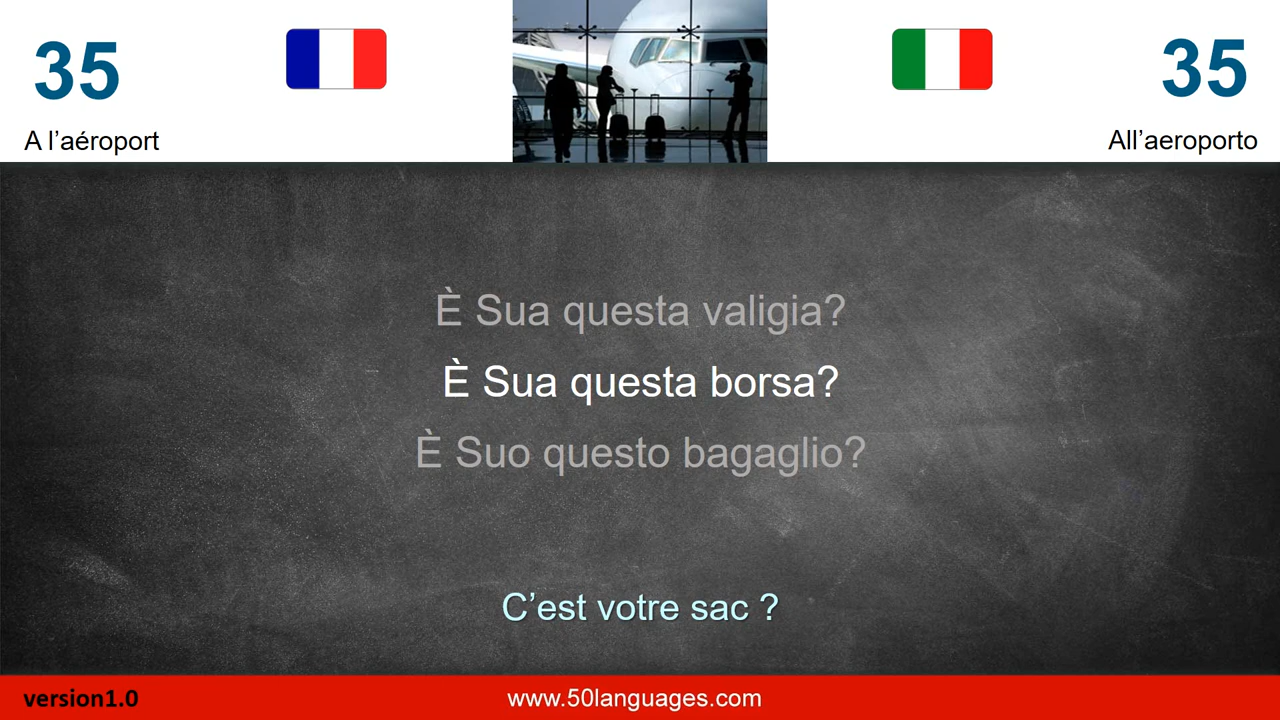 35
35
A l’aéroport
All’aeroporto
È Sua questa valigia?
È Sua questa borsa?
È Suo questo bagaglio?
C’est votre sac ?
version1.0
www.50languages.com